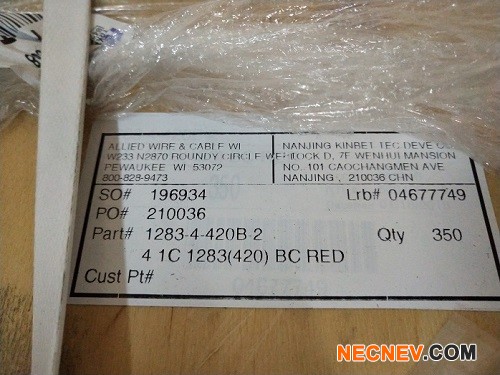 ALLIED WIRE & CABLE WI
W233 N2870 ROUNDY CIRCLE WE
PEWAUKEE WI 53072
800-828-9473
NANJING KINBET TEC DEVE CO
BLOCK D, 7F WENHUI MANSION
NO. 101 CAOCHANGMEN AVE
NANJING , 210036 CHN
SO# 196934 Lrb# 04677749
PO# 210036
Part# 1283-4-420B-2 Qty 350
4 1C 1283(420) BC RED
Cust Pt#
NECNEV.COM